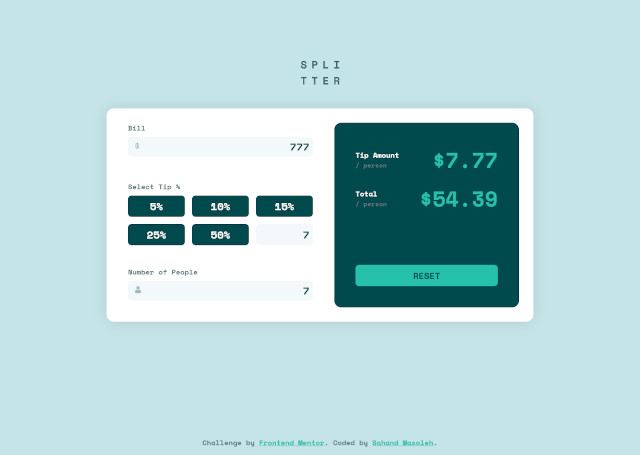 SPLI
TTER
Bill
$ 777
Select Tip %
5% 10% 15%
25% 50% 7
Number of People
7
Tip Amount
/ person
$7.77
Total
/ person
$54.39
RESET
Challenge by Frontend Mentor. Coded by Sahand Masoleh.